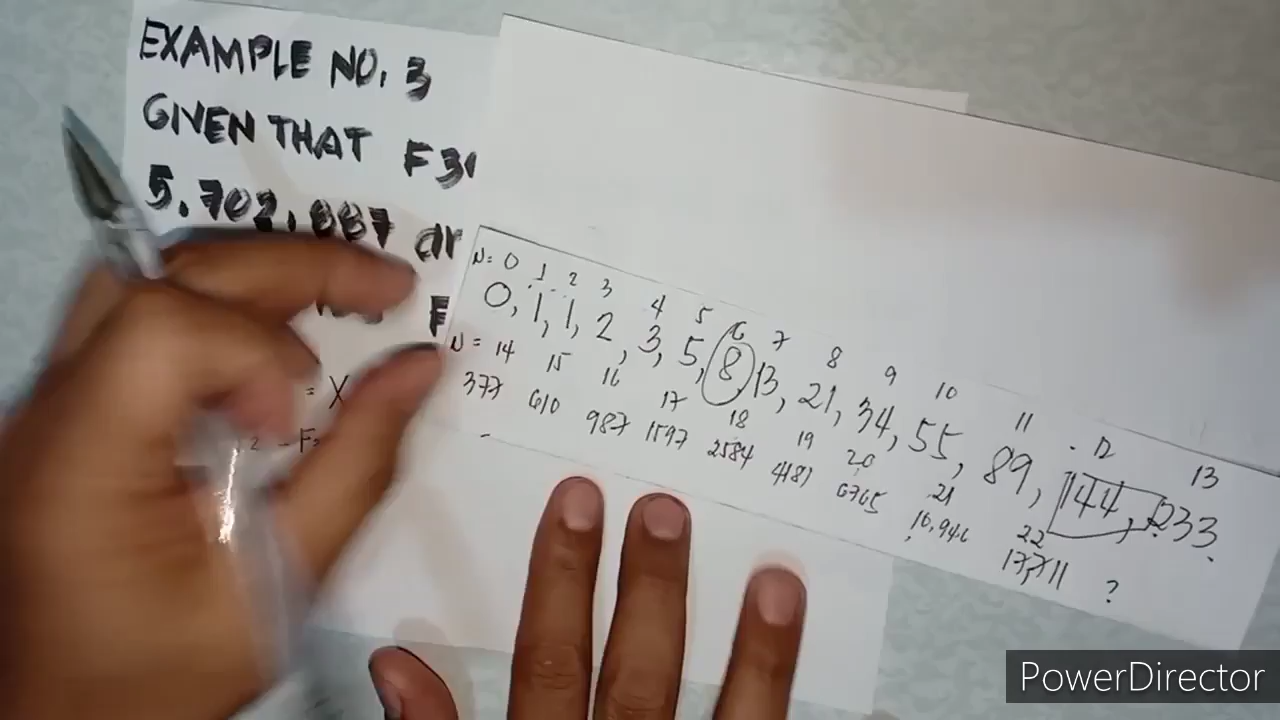 EXAMPLE NO. 3
GIVEN THAT F3
5,702,887 an
F
N= 0 1 2 3 4 5 6 7 8 9 10 11 12 13
0, 1, 1, 2, 3, 5, 8 13, 21, 34, 55, 89, 144, 233
N= 14 15 16 17 18 19 20 21 22
377 610 987 1597 2584 4181 6765 10,946 17,711 ?
= X
2 - F
PowerDirector